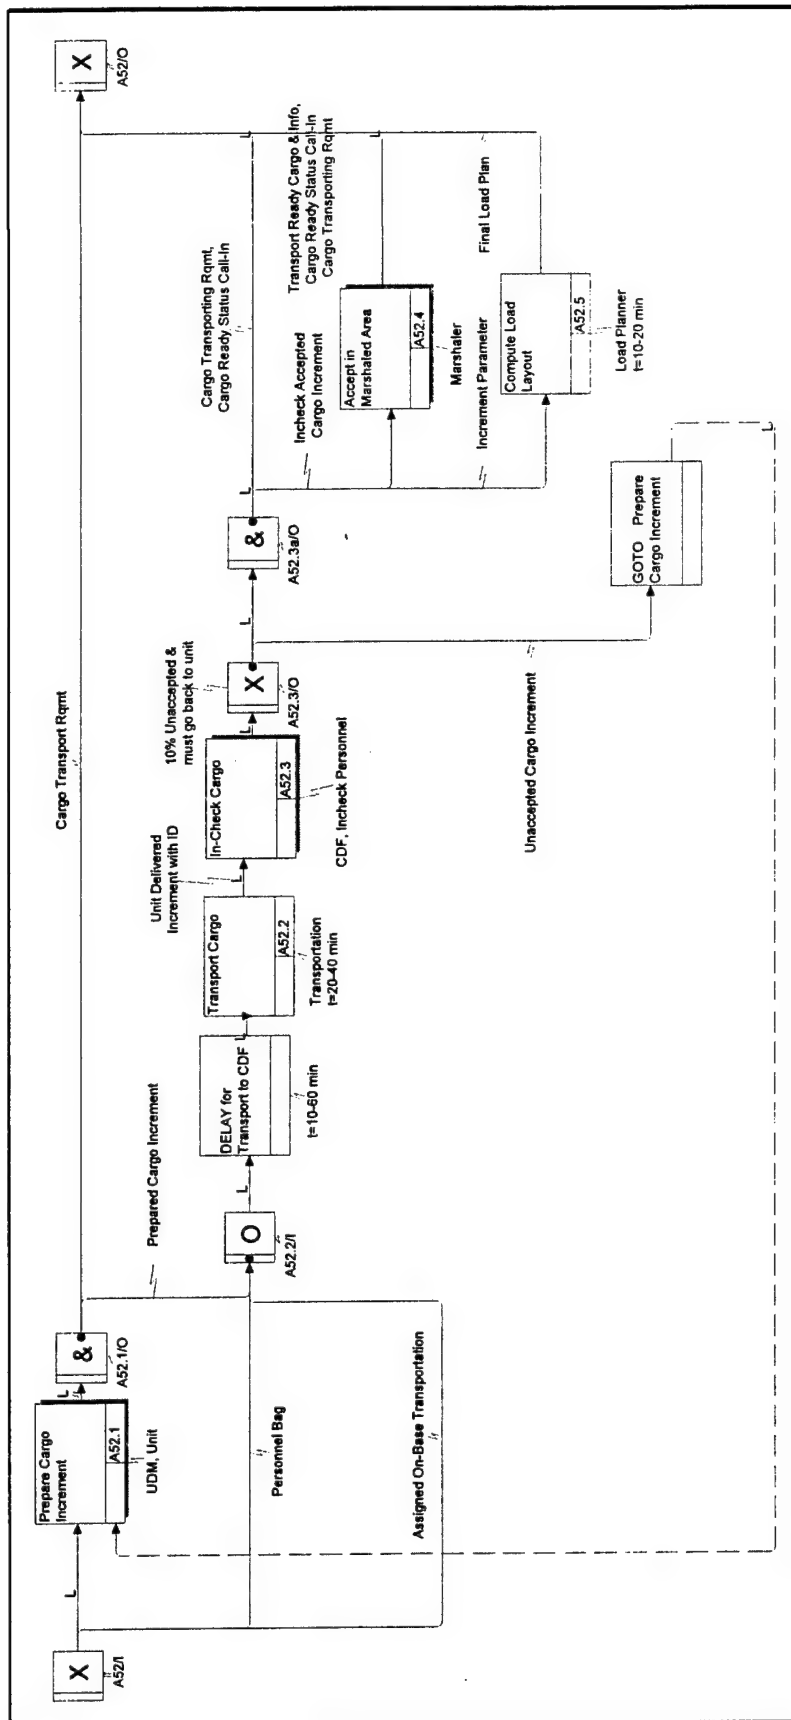 X
A52/I
Prepare Cargo
Increment
A52.1
UDM, Unit
L
L
&
A52.1/O
Cargo Transport Rqmt
X
A52/O
Prepared Cargo Increment
Personnel Bag
Assigned On-Base Transportation
O
A52.2/I
L
DELAY for
Transport to CDF
t=10-60 min
L
Transport Cargo
A52.2
Transportation
t=20-40 min
Unit Delivered
Increment with ID
L
In-Check Cargo
A52.3
CDF, Incheck Personnel
L
10% Unaccepted &
must go back to unit
X
A52.3/O
L
&
A52.3a/O
L
Cargo Transporting Rqmt,
Cargo Ready Status Call-In
L
Incheck Accepted
Cargo Increment
Accept in
Marshaled Area
A52.4
Marshaler
Transport Ready Cargo & Info,
Cargo Ready Status Call-In
Cargo Transporting Rqmt
L
Increment Parameter
Compute Load
Layout
A52.5
Load Planner
t=10-20 min
Final Load Plan
Unaccepted Cargo Increment
GOTO Prepare
Cargo Increment
L